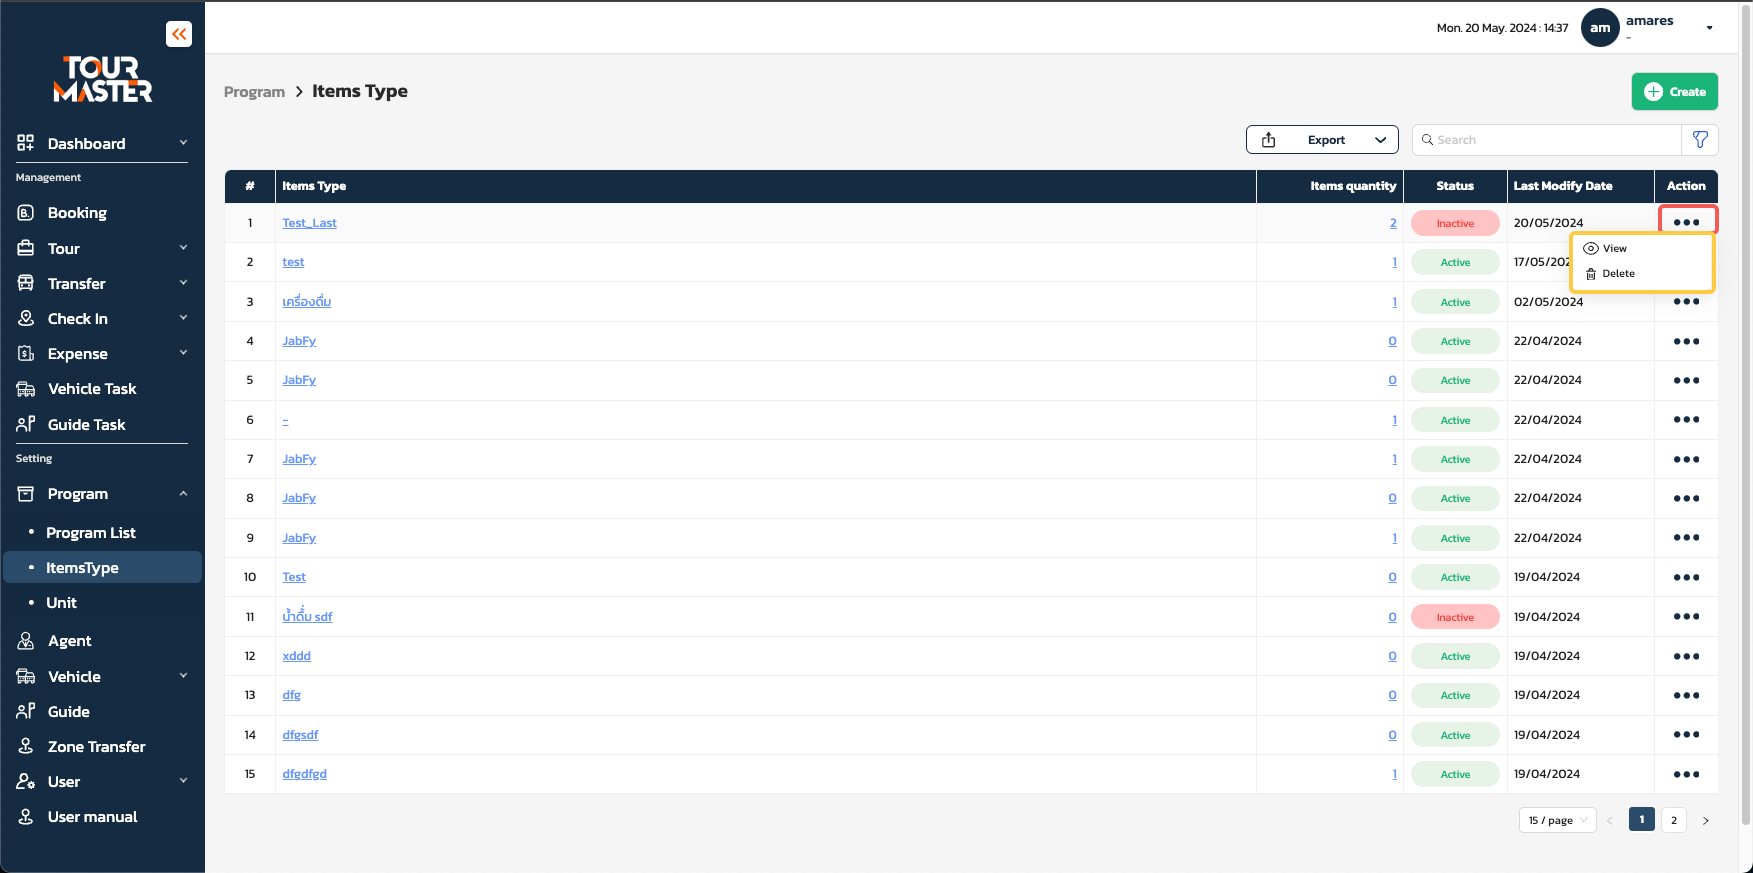 Mon. 20 May. 2024 : 14:37
am
amares
-
TOUR
MASTER
Dashboard
Management
Booking
Tour
Transfer
Check In
Expense
Vehicle Task
Guide Task
Setting
Program
Program List
ItemsType
Unit
Agent
Vehicle
Guide
Zone Transfer
User
User manual
Program > Items Type
Create
Export
Search
# Items Type Items quantity Status Last Modify Date Action
1 Test_Last 2 Inactive 20/05/2024
View
Delete
2 test 1 Active 17/05/202
3 เครื่องดื่ม 1 Active 02/05/2024
4 JabFy 0 Active 22/04/2024
5 JabFy 0 Active 22/04/2024
6 - 1 Active 22/04/2024
7 JabFy 1 Active 22/04/2024
8 JabFy 0 Active 22/04/2024
9 JabFy 1 Active 22/04/2024
10 Test 0 Active 19/04/2024
11 น้ำดื่ม sdf 0 Inactive 19/04/2024
12 xddd 0 Active 19/04/2024
13 dfg 0 Active 19/04/2024
14 dfgsdf 0 Active 19/04/2024
15 dfgdfgd 1 Active 19/04/2024
15 / page < 1 2 >